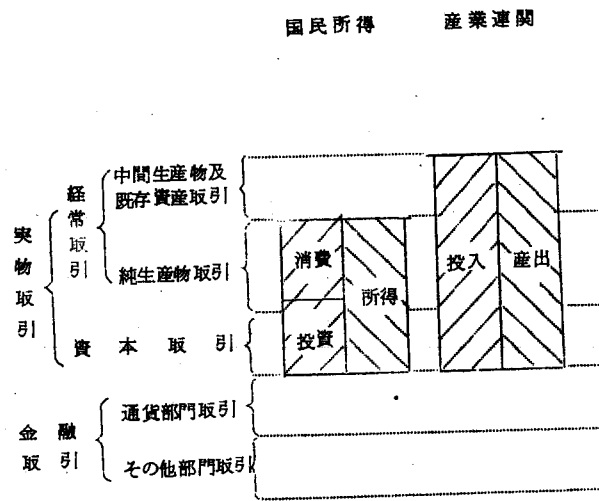 国民所得
産業連関
実物取引
経常取引
中間生産物及
既存資産取引
純生産物取引
資本取引
金融
取引
通貨部門取引
その他部門取引
消費
投資
所得
投入
産出